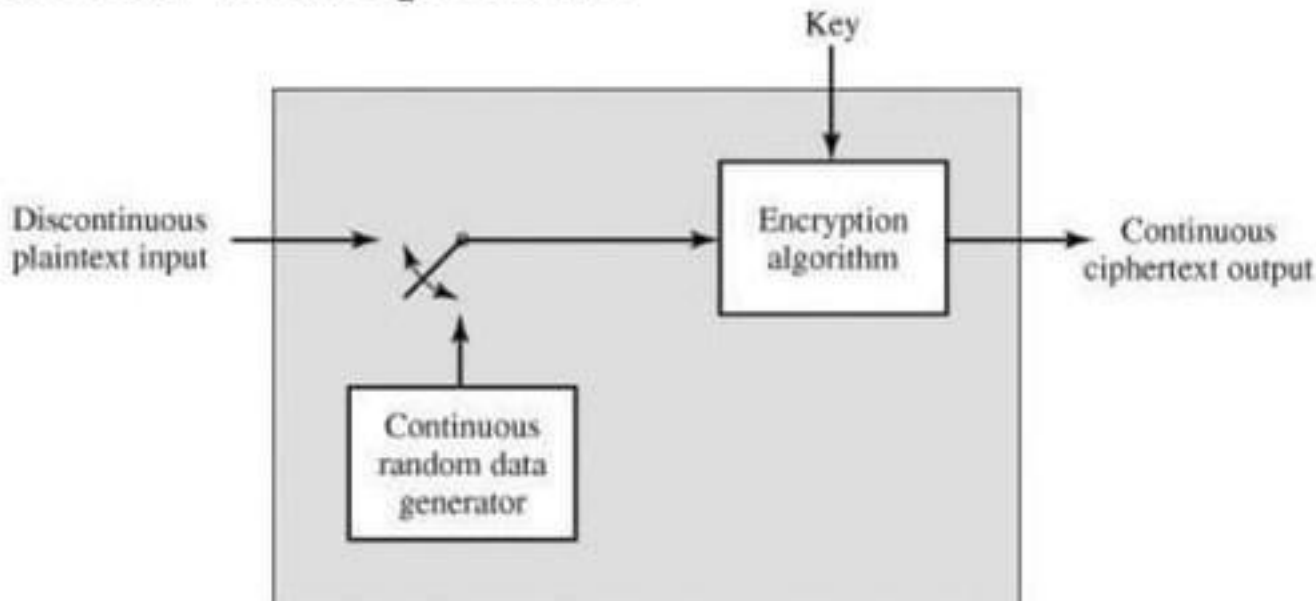 Key
Discontinuous
plaintext input
Encryption
algorithm
Continuous
ciphertext output
Continuous
random data
generator